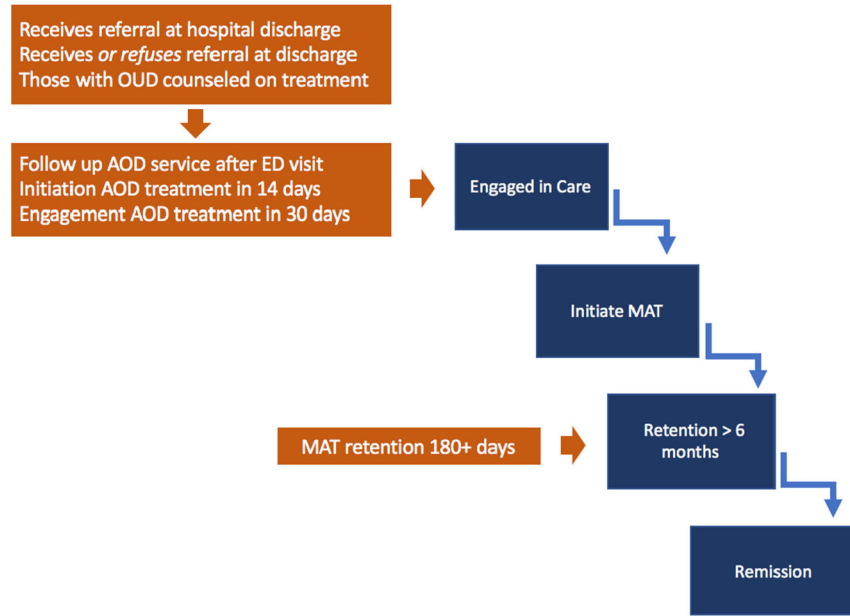 Receives referral at hospital discharge
Receives or refuses referral at discharge
Those with OUD counseled on treatment
Follow up AOD service after ED visit
Initiation AOD treatment in 14 days
Engagement AOD treatment in 30 days
Engaged in Care
Initiate MAT
MAT retention 180+ days
Retention > 6
months
Remission